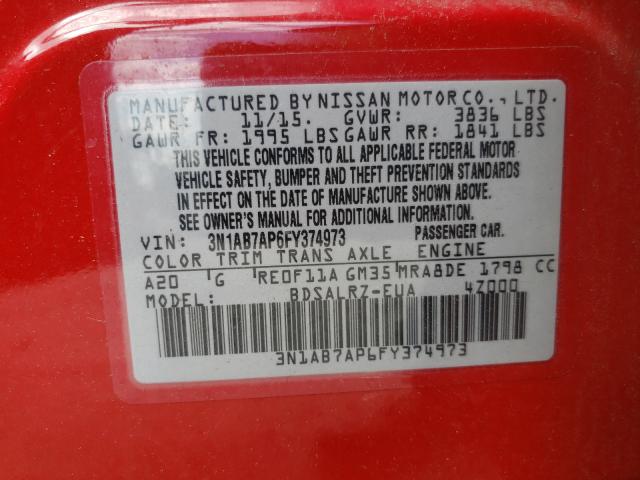 MANUFACTURED BY NISSAN MOTOR CO., LTD.
DATE: 11/15. GVWR: 3836 LBS
GAWR FR: 1995 LBS GAWR RR: 1841 LBS
THIS VEHICLE CONFORMS TO ALL APPLICABLE FEDERAL MOTOR
VEHICLE SAFETY, BUMPER AND THEFT PREVENTION STANDARDS
IN EFFECT ON THE DATE OF MANUFACTURE SHOWN ABOVE.
SEE OWNER'S MANUAL FOR ADDITIONAL INFORMATION.
VIN: 3N1AB7AP6FY374973 PASSENGER CAR.
COLOR TRIM TRANS AXLE ENGINE
A20 G RE0F11A GM35 MRA8DE 1798 CC
MODEL: BDSALRZ-EUA 4Z000
3N1AB7AP6FY374973